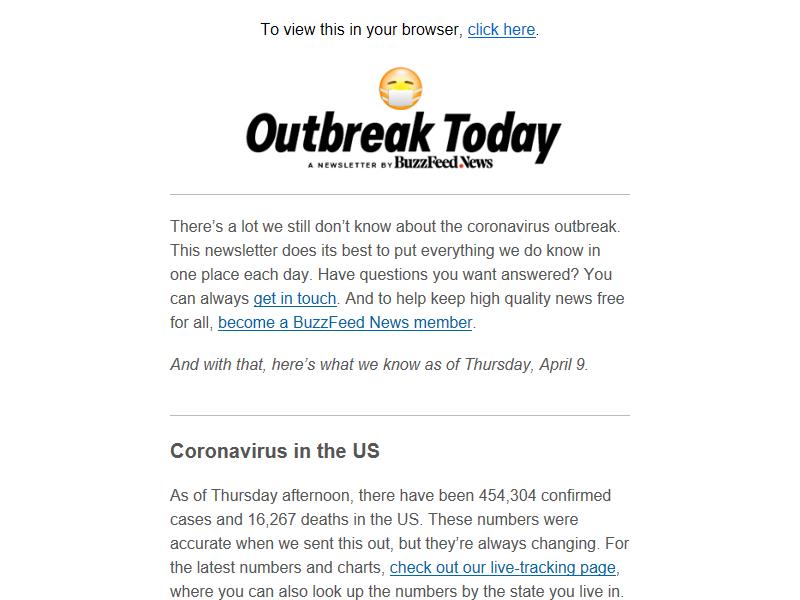 To view this in your browser, click here.
Outbreak Today
A NEWSLETTER BY BuzzFeed.News
There’s a lot we still don’t know about the coronavirus outbreak.
This newsletter does its best to put everything we do know in
one place each day. Have questions you want answered? You
can always get in touch. And to help keep high quality news free
for all, become a BuzzFeed News member.
And with that, here’s what we know as of Thursday, April 9.
Coronavirus in the US
As of Thursday afternoon, there have been 454,304 confirmed
cases and 16,267 deaths in the US. These numbers were
accurate when we sent this out, but they’re always changing. For
the latest numbers and charts, check out our live-tracking page,
where you can also look up the numbers by the state you live in.